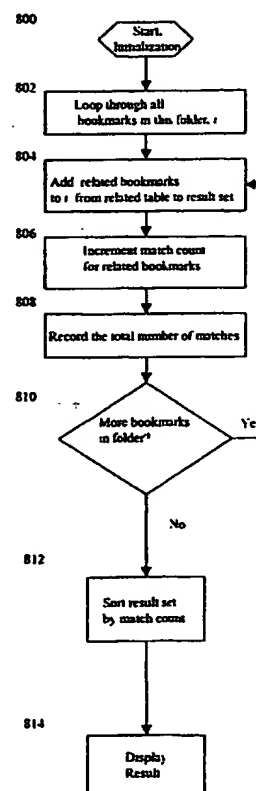 800
Start,
Initialization
802
Loop through all
bookmarks in this folder, i
804
Add related bookmarks
to i from related table to result set
806
Increment match count
for related bookmarks
808
Record the total number of matches
810
More bookmarks
in folder?
Ye
No
812
Sort result set
by match count
814
Display
Result